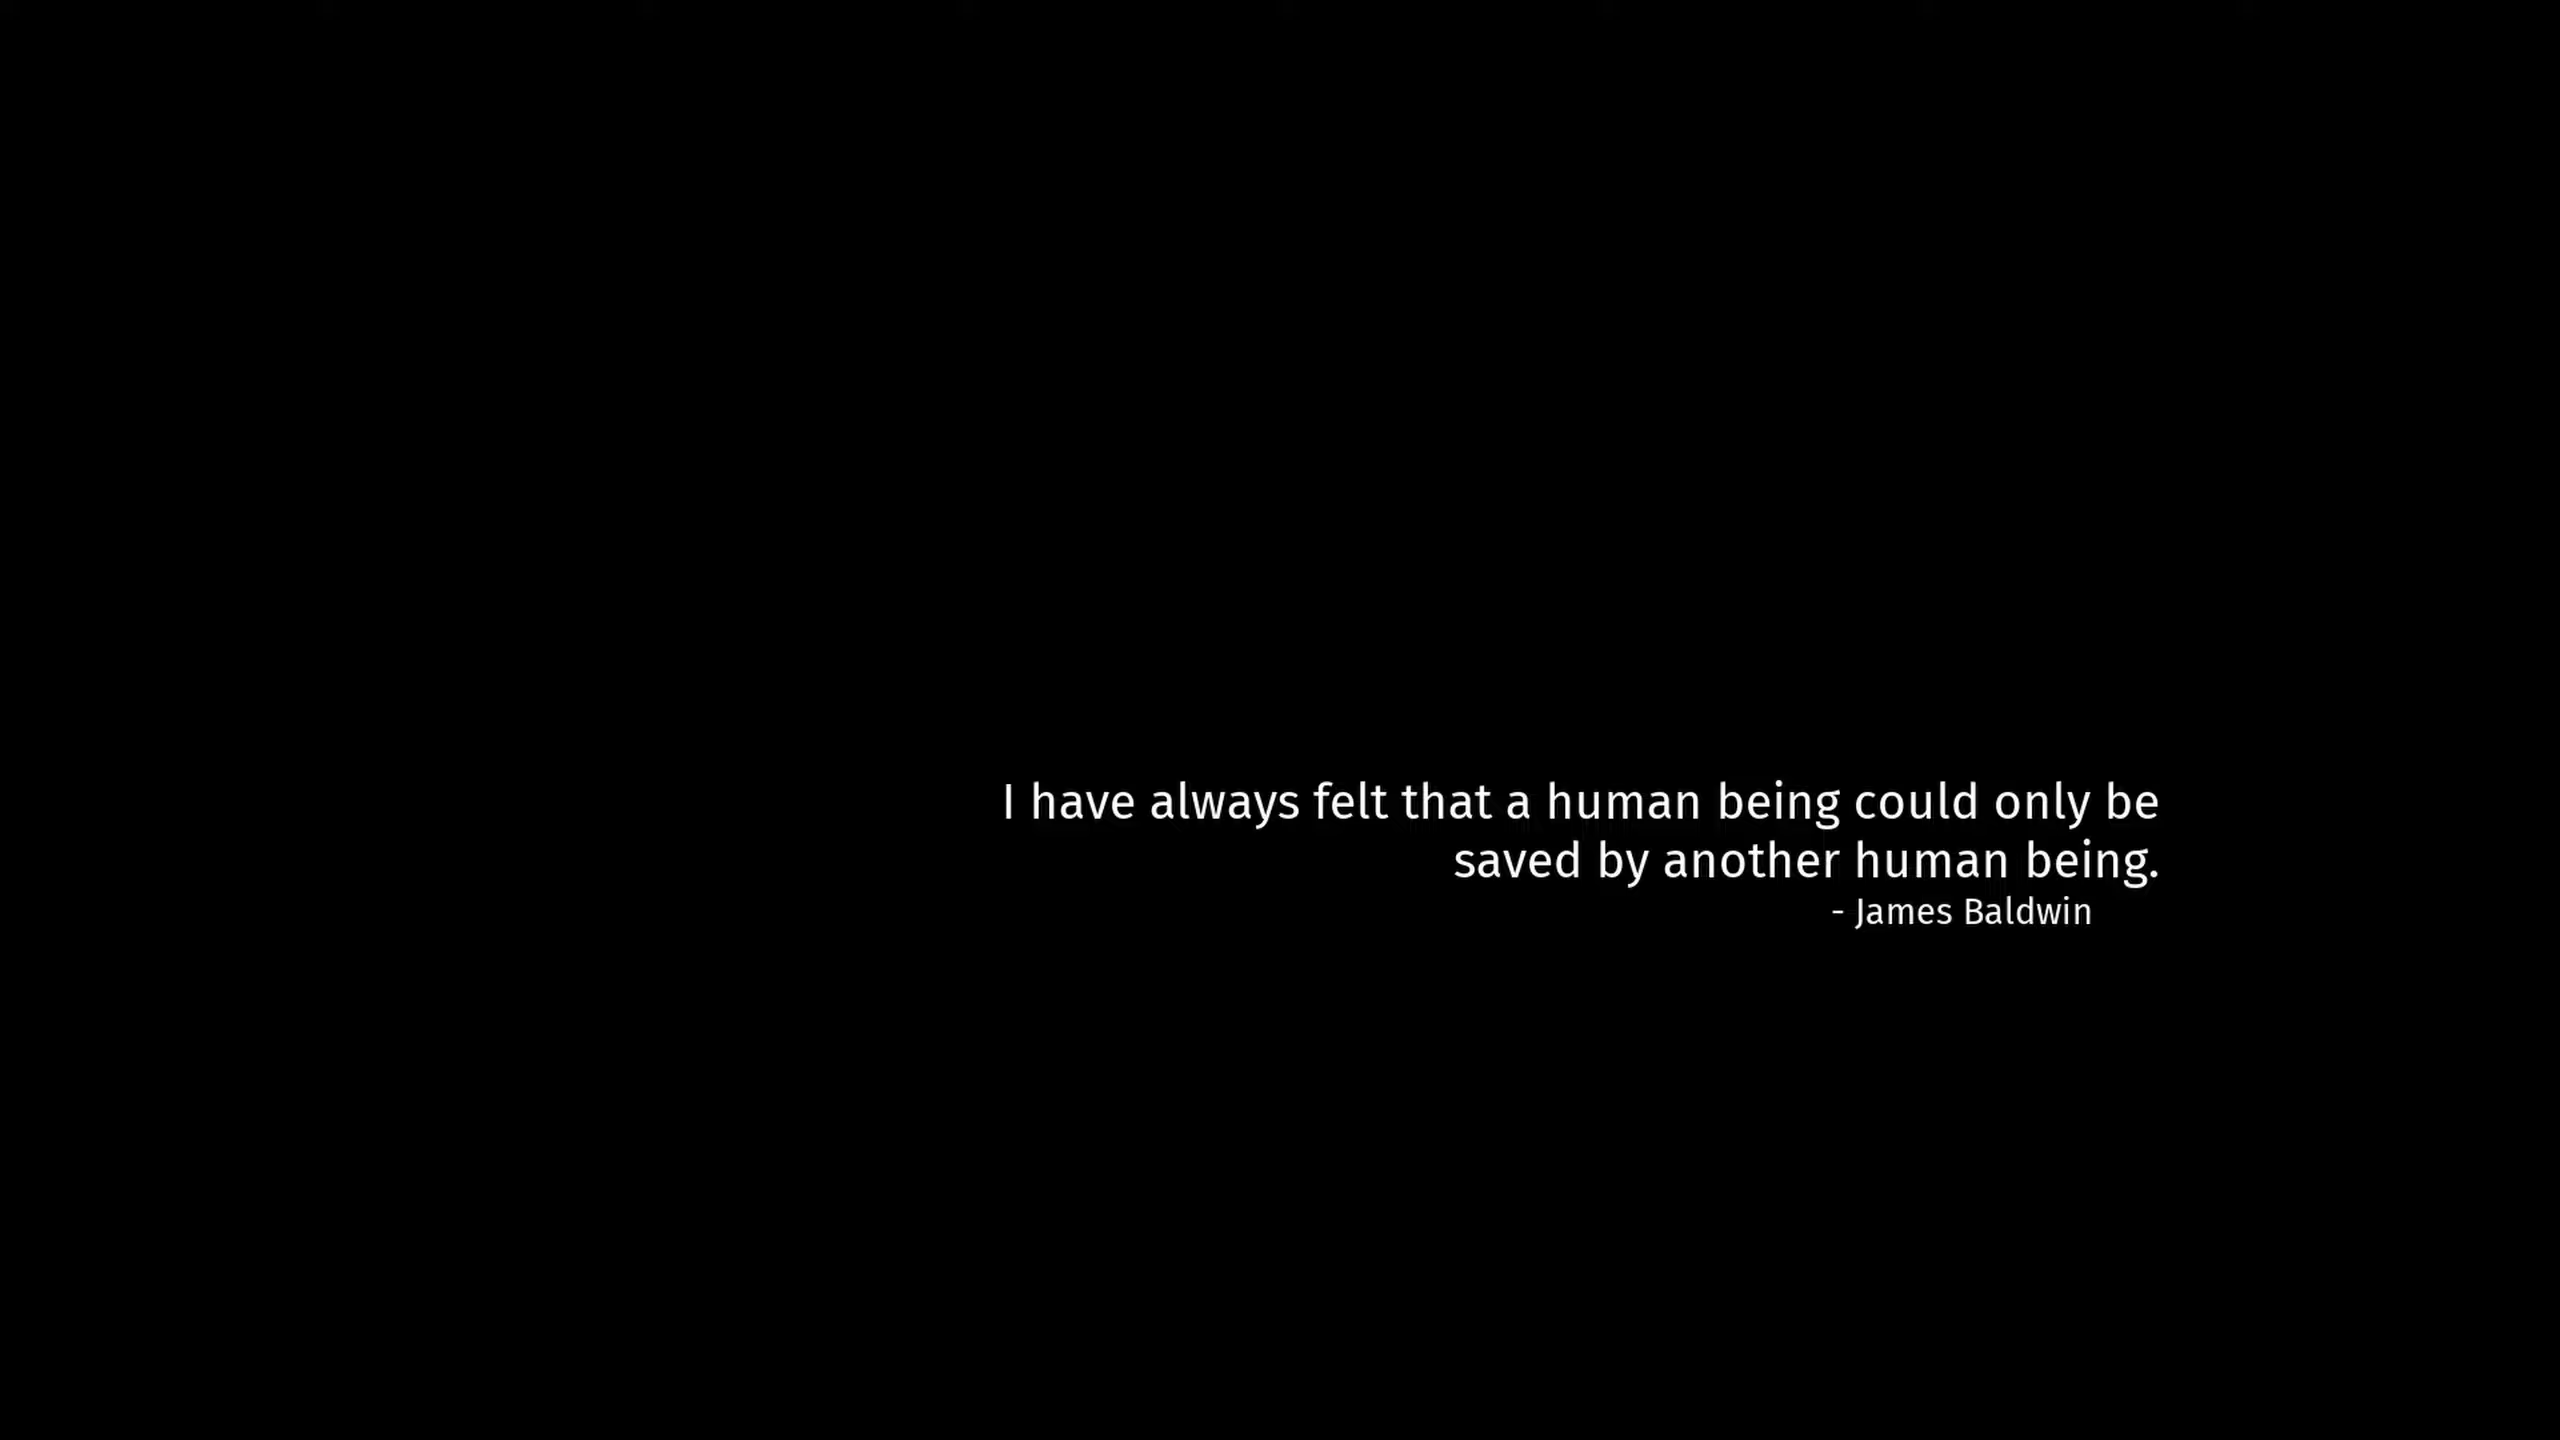 I have always felt that a human being could only be
saved by another human being.
- James Baldwin